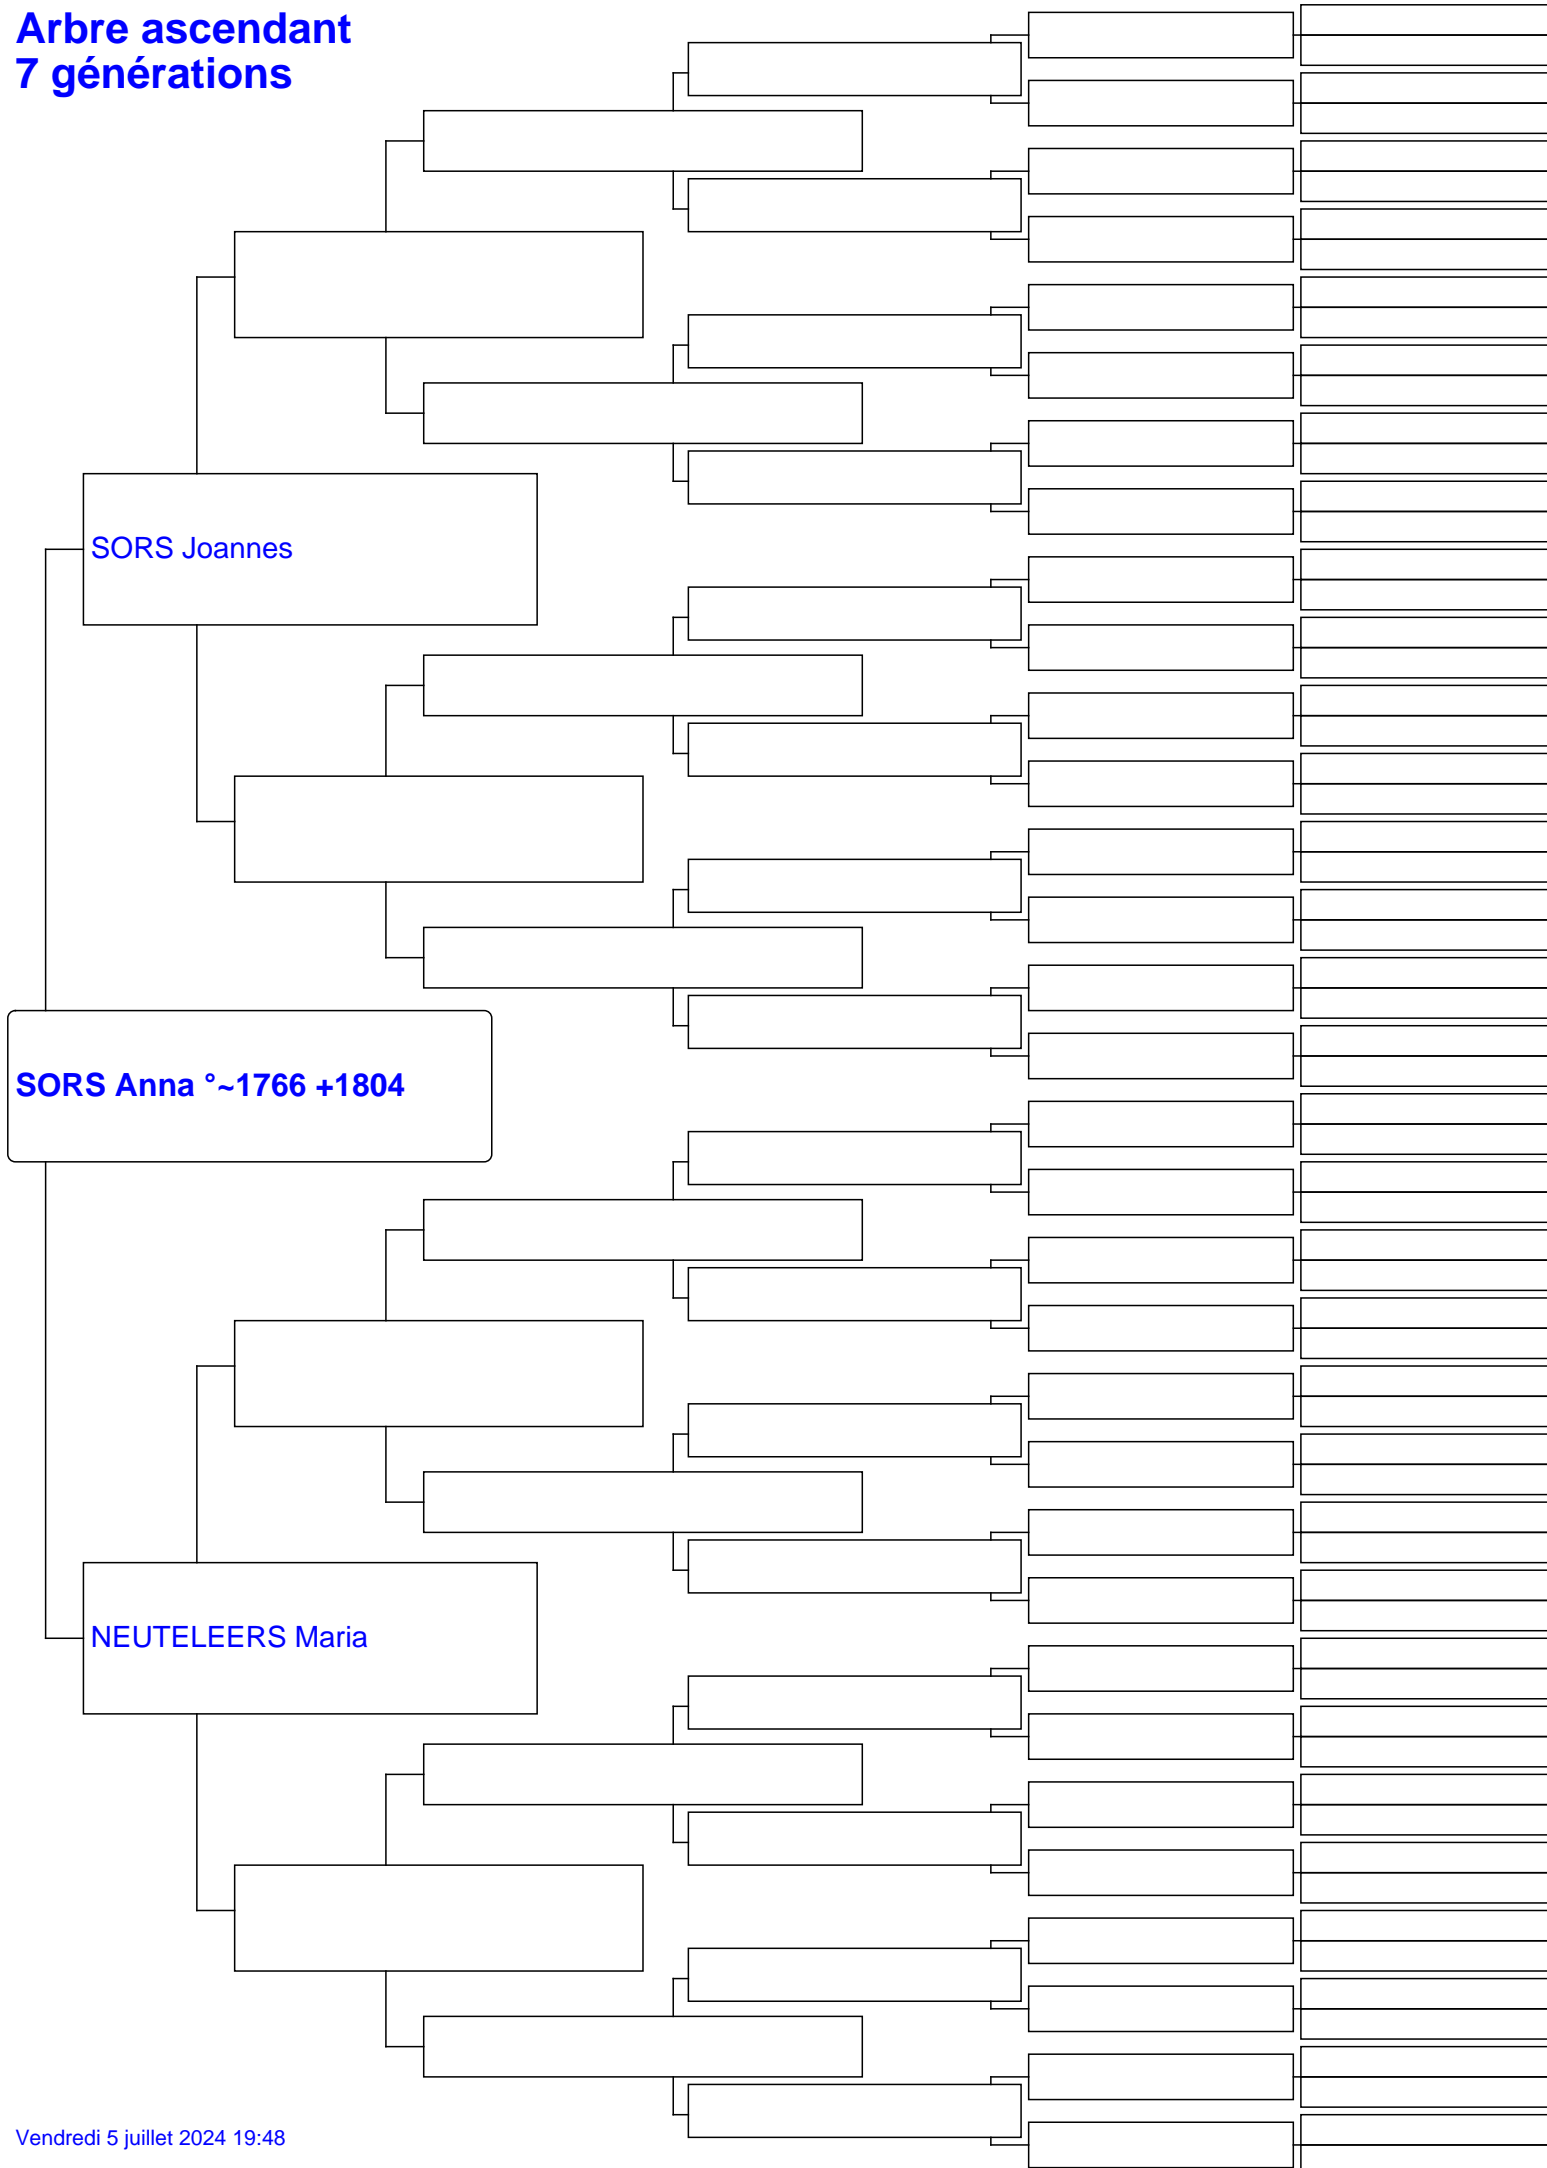 Arbre ascendant
7 générations
SORS Joannes
SORS Anna °~1766 +1804
NEUTELEERS Maria
Vendredi 5 juillet 2024 19:48